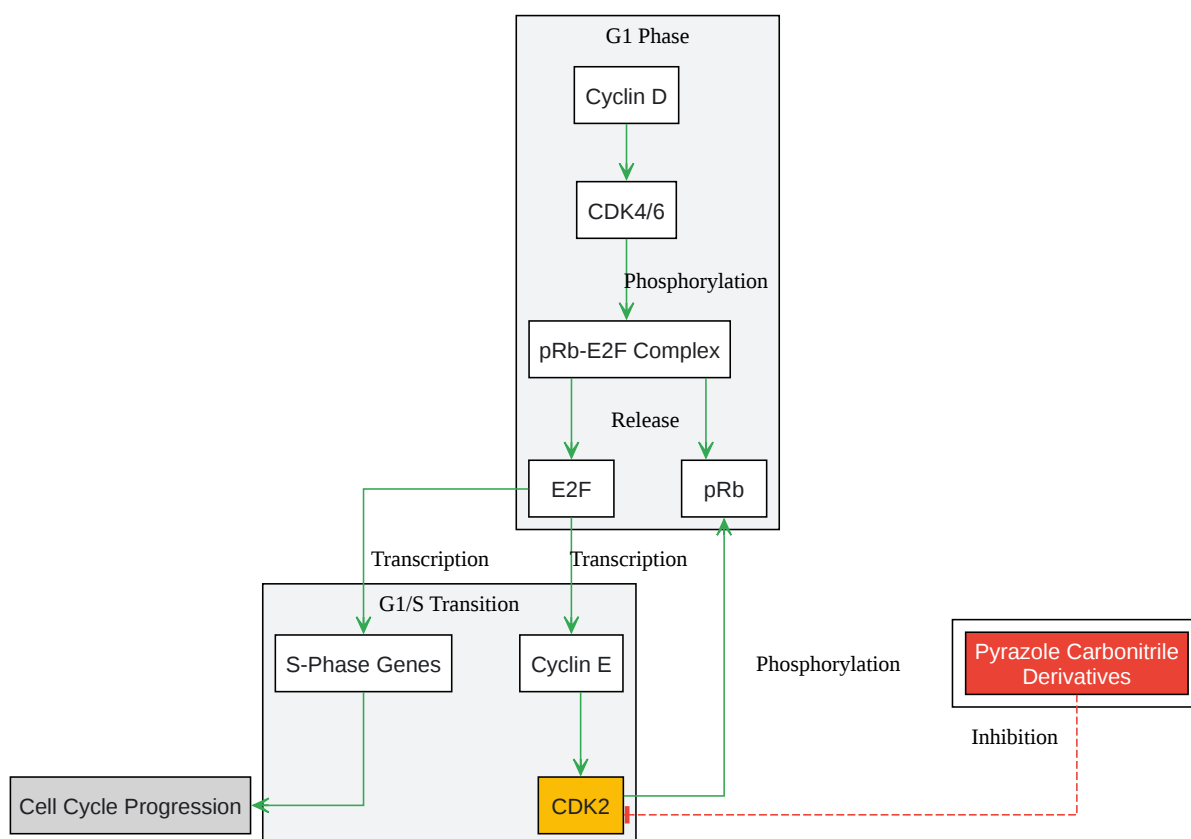 G1 Phase
Cyclin D
CDK4/6
Phosphorylation
pRb-E2F Complex
Release
E2F
pRb
Transcription
Transcription
G1/S Transition
S-Phase Genes
Cyclin E
Phosphorylation
Pyrazole Carbonitrile
Derivatives
Inhibition
Cell Cycle Progression
CDK2